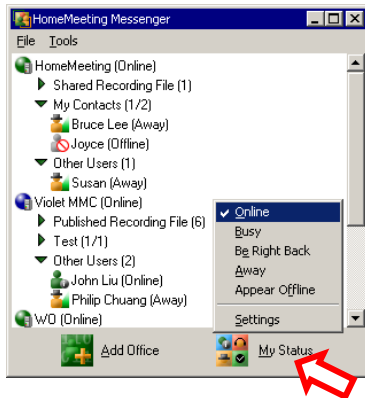 HomeMeeting Messenger
File Tools
HomeMeeting (Online)
Shared Recording File (1)
My Contacts (1/2)
Bruce Lee (Away)
Joyce (Offline)
Other Users (1)
Susan (Away)
Violet MMC (Online)
Published Recording File (6)
Test (1/1)
Other Users (2)
John Liu (Online)
Philip Chuang (Away)
WO (Online)
Online
Busy
Be Right Back
Away
Appear Offline
Settings
Add Office
My Status